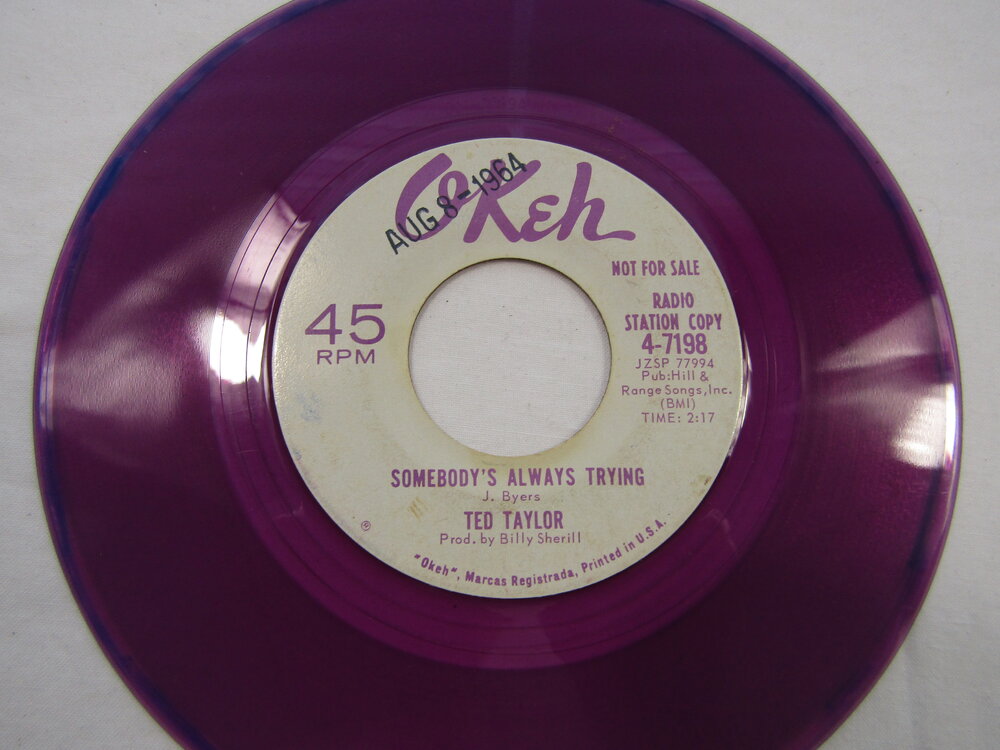 OKeh
AUG 8-1964
NOT FOR SALE
45
RPM
RADIO
STATION COPY
4-7198
JZSP 77994
Pub:Hill &
Range Songs, Inc.
(BMI)
TIME: 2:17
SOMEBODY'S ALWAYS TRYING
J. Byers
TED TAYLOR
Prod. by Billy Sherill
®
"Okeh", Marcas Registrada, Printed in U.S.A.